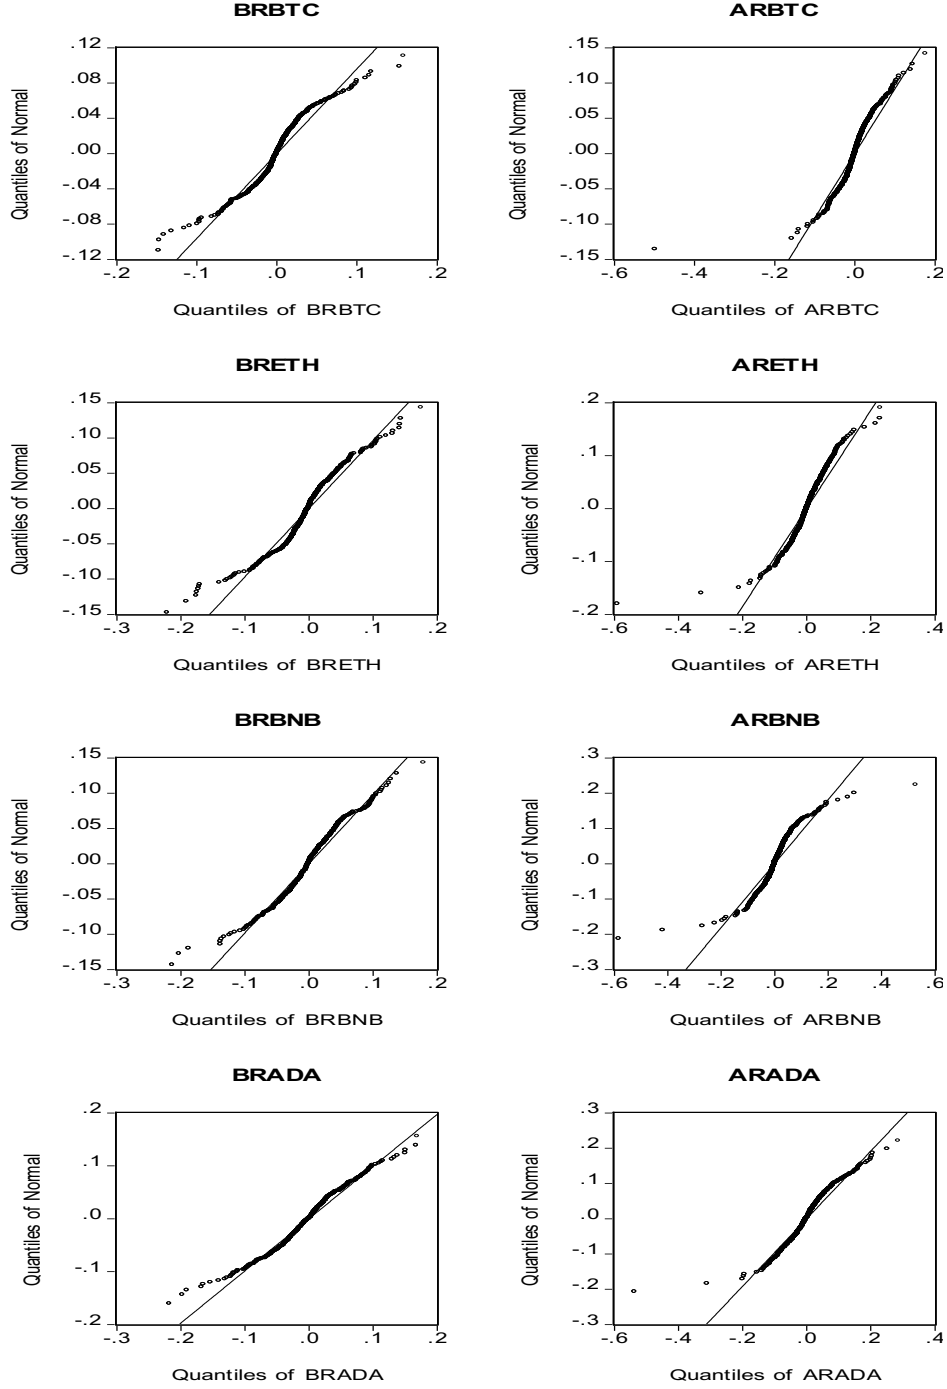 BRBTC
.12
.08
.04
.00
-.04
-.08
-.12
-.2 -.1 .0 .1 .2
Quantiles of Normal
Quantiles of BRBTC
ARBTC
.15
.10
.05
.00
-.05
-.10
-.15
-.6 -.4 -.2 .0 .2
Quantiles of Normal
Quantiles of ARBTC
BRETH
.15
.10
.05
.00
-.05
-.10
-.15
-.3 -.2 -.1 .0 .1 .2
Quantiles of Normal
Quantiles of BRETH
ARETH
.2
.1
.0
-.1
-.2
-.6 -.4 -.2 .0 .2 .4
Quantiles of Normal
Quantiles of ARETH
BRBNB
.15
.10
.05
.00
-.05
-.10
-.15
-.3 -.2 -.1 .0 .1 .2
Quantiles of Normal
Quantiles of BRBNB
ARBNB
.3
.2
.1
.0
-.1
-.2
-.3
-.6 -.4 -.2 .0 .2 .4 .6
Quantiles of Normal
Quantiles of ARBNB
BRADA
.2
.1
.0
-.1
-.2
-.3 -.2 -.1 .0 .1 .2
Quantiles of Normal
Quantiles of BRADA
ARADA
.3
.2
.1
.0
-.1
-.2
-.3
-.6 -.4 -.2 .0 .2 .4
Quantiles of Normal
Quantiles of ARADA